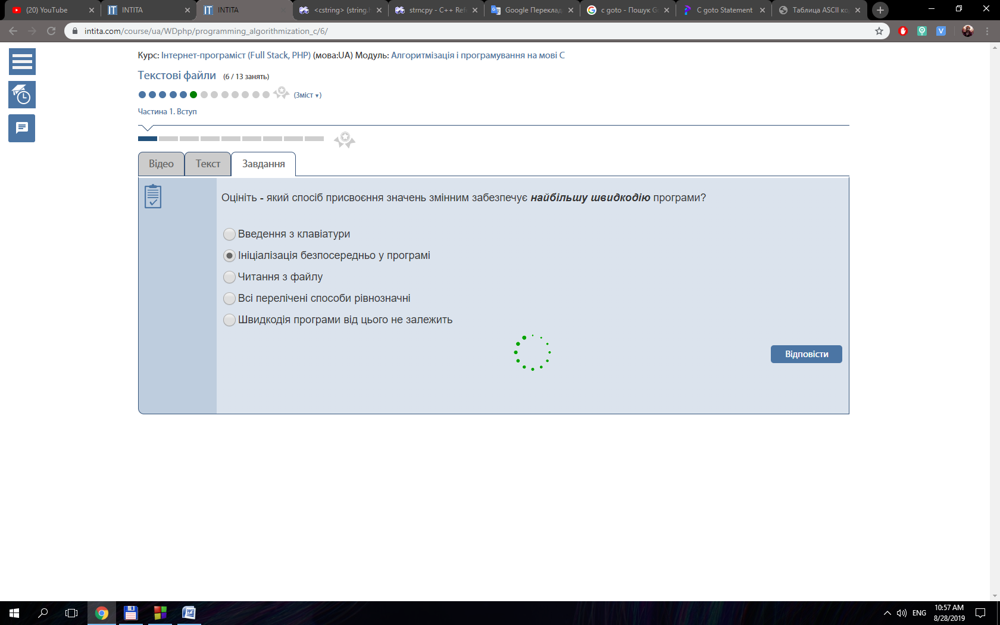 (20) YouTube
INTITA
INTITA
<cstring> (string.h
strncpy - C++ Ref
Google Переклад
c goto - Пошук G
C goto Statement
Таблица ASCII ко
intita.com/course/ua/WDphp/programming_algorithmization_c/6/
Курс: Інтернет-програміст (Full Stack, PHP) (мова:UA) Модуль: Алгоритмізація і програмування на мові С
Текстові файли (6 / 13 занять)
(Зміст ▾)
Частина 1. Вступ
Відео Текст Завдання
Оцініть - який спосіб присвоєння значень змінним забезпечує найбільшу швидкодію програми?
Введення з клавіатури
Ініціалізація безпосередньо у програмі
Читання з файлу
Всі перелічені способи рівнозначні
Швидкодія програми від цього не залежить
Відповісти
ENG
10:57 AM
8/28/2019